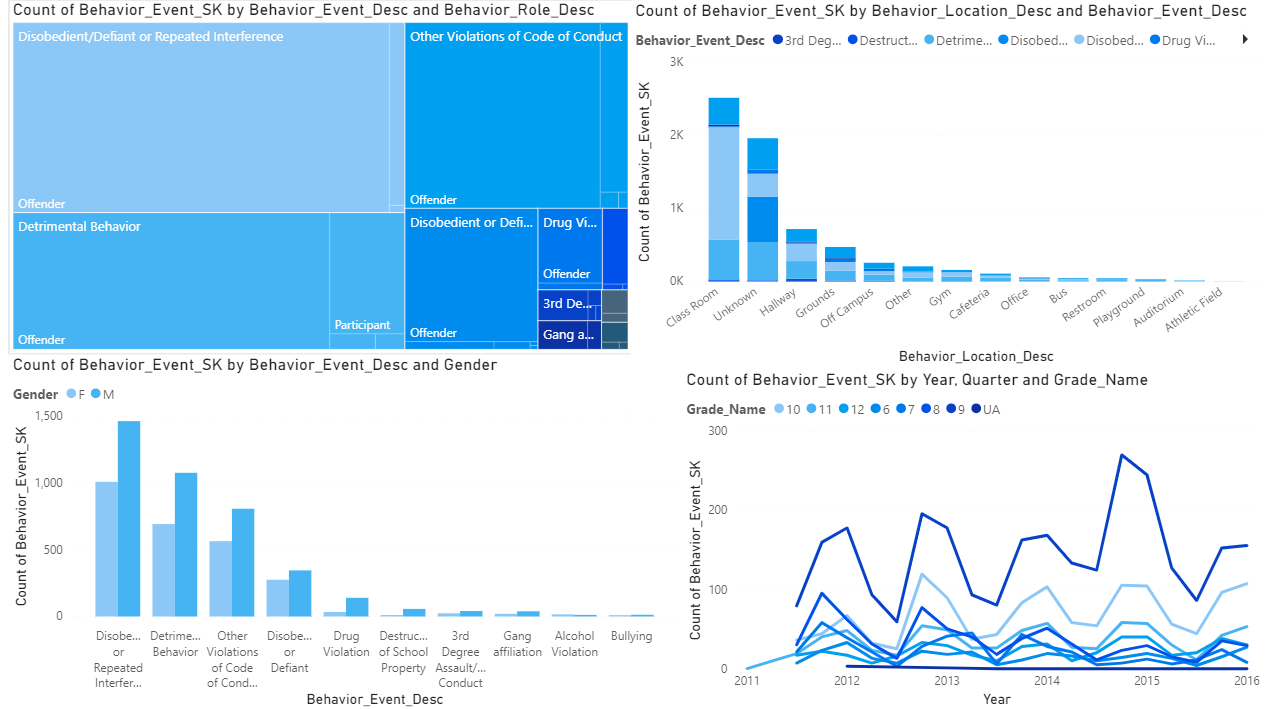 Count of Behavior_Event_SK by Behavior_Event_Desc and Behavior_Role_Desc
Disobedient/Defiant or Repeated Interference
Offender
Other Violations of Code of Conduct
Offender
Detrimental Behavior
Offender
Participant
Disobedient or Defi...
Offender
Drug Vi...
Offender
3rd De...
Gang a...
Count of Behavior_Event_SK by Behavior_Location_Desc and Behavior_Event_Desc
Behavior_Event_Desc 3rd Deg... Destruct... Detrime... Disobed... Disobed... Drug Vi...
Count of Behavior_Event_SK
3K
2K
1K
0K
Class Room
Unknown
Hallway
Grounds
Off Campus
Other
Gym
Cafeteria
Office
Bus
Restroom
Playground
Auditorium
Athletic Field
Behavior_Location_Desc
Count of Behavior_Event_SK by Behavior_Event_Desc and Gender
Gender F M
Count of Behavior_Event_SK
1,500
1,000
500
0
Disobe...
or
Repeated
Interfer...
Detrime...
Behavior
Other
Violatio...
of Code
of Cond...
Disobe...
or
Defiant
Drug
Violation
Destruc...
of School
Property
3rd
Degree
Assault/...
Conduct
Gang
affiliation
Alcohol
Violation
Bullying
Behavior_Event_Desc
Count of Behavior_Event_SK by Year, Quarter and Grade_Name
Grade_Name 10 11 12 6 7 8 9 UA
Count of Behavior_Event_SK
300
200
100
0
2011
2012
2013
2014
2015
2016
Year